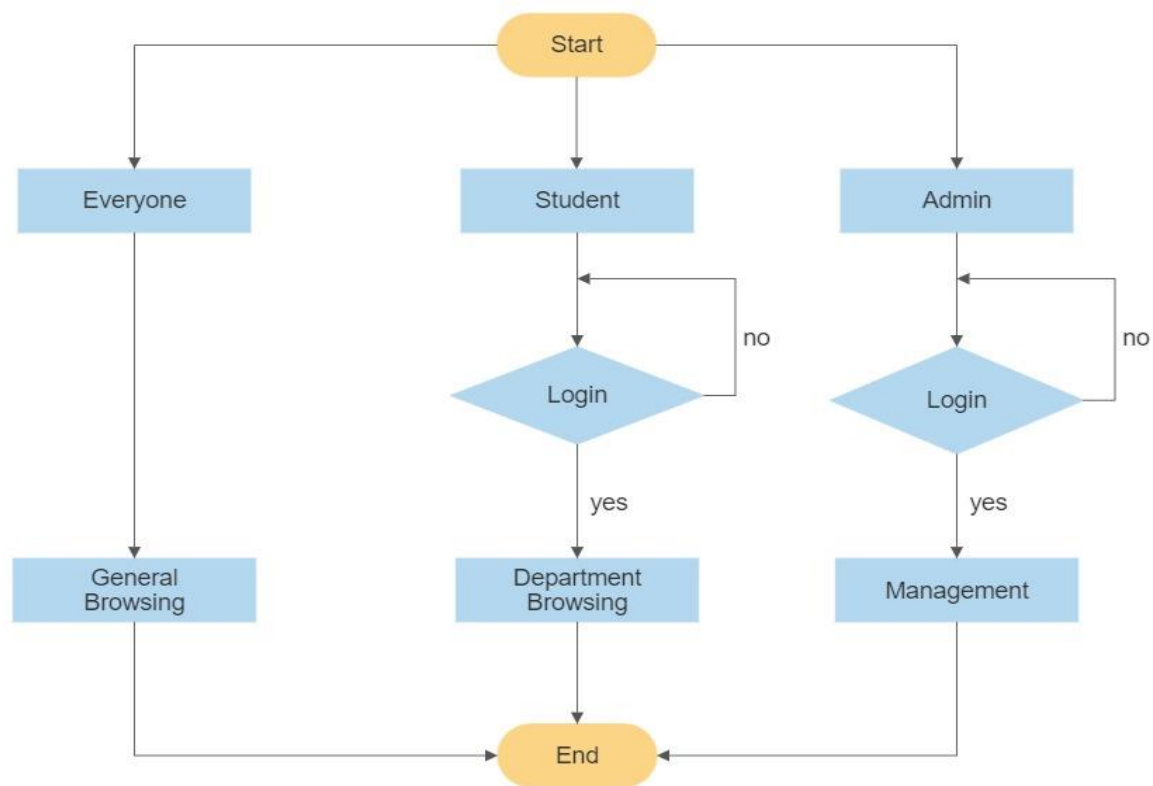 Start
Everyone
Student
Admin
no
no
Login
Login
yes
yes
General
Browsing
Department
Browsing
Management
End